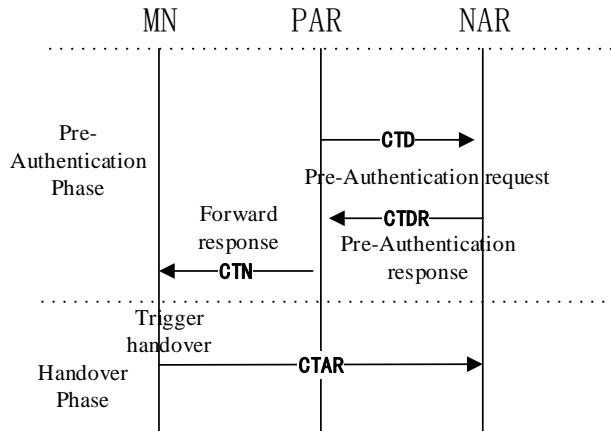 MN PAR NAR
Pre-
Authentication
Phase
CTD
Pre-Authentication request
CTDR
Pre-Authentication
response
Forward
response
CTN
Trigger
handover
CTAR
Handover
Phase